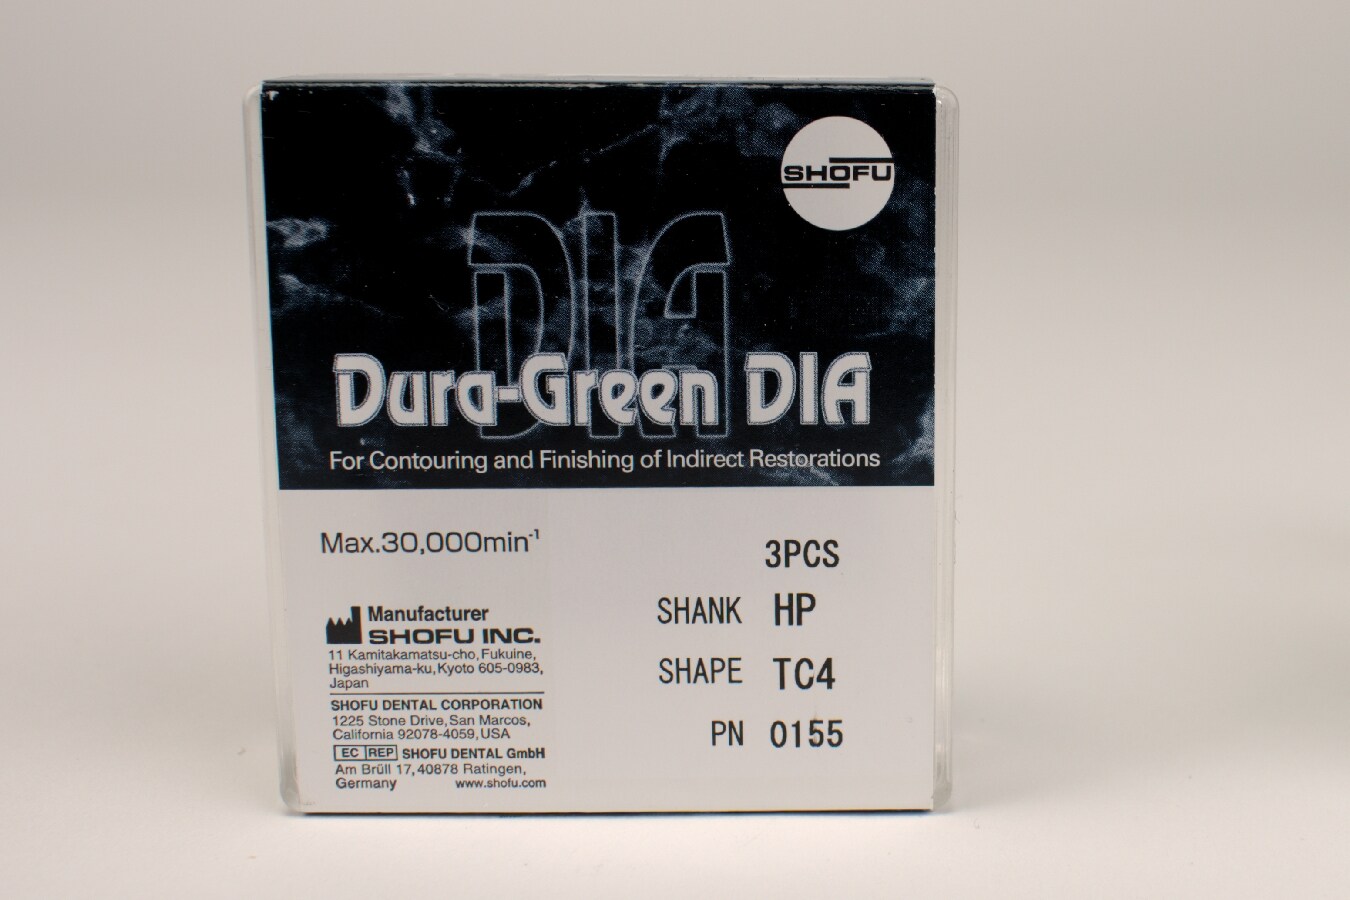 SHOFU
DIA
Dura-Green DIA
For Contouring and Finishing of Indirect Restorations
Max.30,000min⁻¹
Manufacturer
SHOFU INC.
11 Kamitakamatsu-cho, Fukuine,
Higashiyama-ku, Kyoto 605-0983,
Japan
SHOFU DENTAL CORPORATION
1225 Stone Drive, San Marcos,
California 92078-4059, USA
EC REP SHOFU DENTAL GmbH
Am Brüll 17, 40878 Ratingen,
Germany www.shofu.com
3PCS
SHANK HP
SHAPE TC4
PN 0155